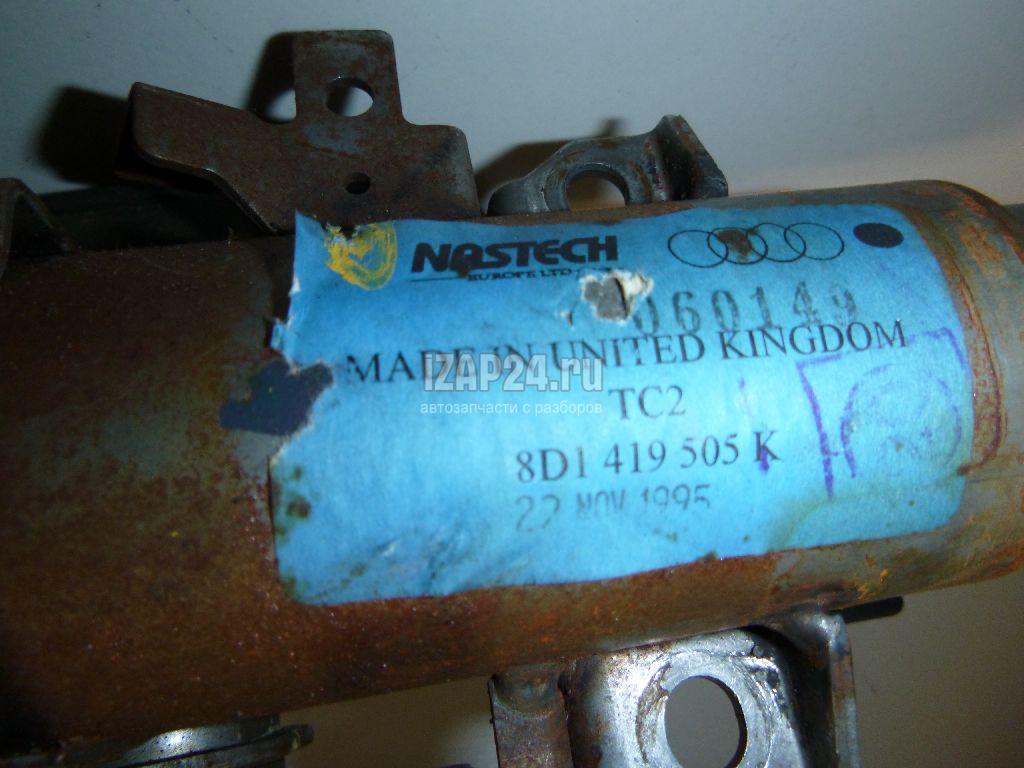 NASTECH
EUROPE LTD
060149
MADE IN UNITED KINGDOM
iZAP24.ru
автозапчасти с разборов
TC2
8D1 419 505 K
22 NOV 1995